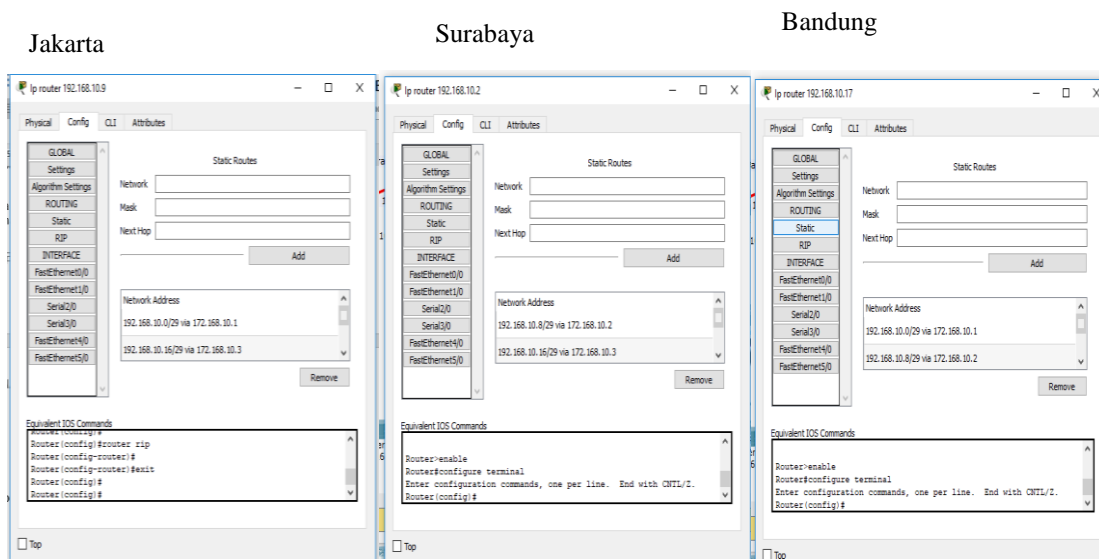 Jakarta
Surabaya
Bandung
Ip router 192.168.10.9
Physical Config CLI Attributes
GLOBAL
Settings
Algorithm Settings
ROUTING
Static
RIP
INTERFACE
FastEthernet0/0
FastEthernet1/0
Serial2/0
Serial3/0
FastEthernet4/0
FastEthernet5/0
Static Routes
Network
Mask
Next Hop
Add
Network Address
192.168.10.0/29 via 172.168.10.1
192.168.10.16/29 via 172.168.10.3
Remove
Equivalent IOS Commands
Router(config)#
Router(config)#router rip
Router(config-router)#
Router(config-router)#exit
Router(config)#
Router(config)#
Top
Ip router 192.168.10.2
Physical Config CLI Attributes
GLOBAL
Settings
Algorithm Settings
ROUTING
Static
RIP
INTERFACE
FastEthernet0/0
FastEthernet1/0
Serial2/0
Serial3/0
FastEthernet4/0
FastEthernet5/0
Static Routes
Network
Mask
Next Hop
Add
Network Address
192.168.10.8/29 via 172.168.10.2
192.168.10.16/29 via 172.168.10.3
Remove
Equivalent IOS Commands
Router>enable
Router#configure terminal
Enter configuration commands, one per line. End with CNTL/Z.
Router(config)#
Top
Ip router 192.168.10.17
Physical Config CLI Attributes
GLOBAL
Settings
Algorithm Settings
ROUTING
Static
RIP
INTERFACE
FastEthernet0/0
FastEthernet1/0
Serial2/0
Serial3/0
FastEthernet4/0
FastEthernet5/0
Static Routes
Network
Mask
Next Hop
Add
Network Address
192.168.10.0/29 via 172.168.10.1
192.168.10.8/29 via 172.168.10.2
Remove
Equivalent IOS Commands
Router>enable
Router#configure terminal
Enter configuration commands, one per line. End with CNTL/Z.
Router(config)#
Top